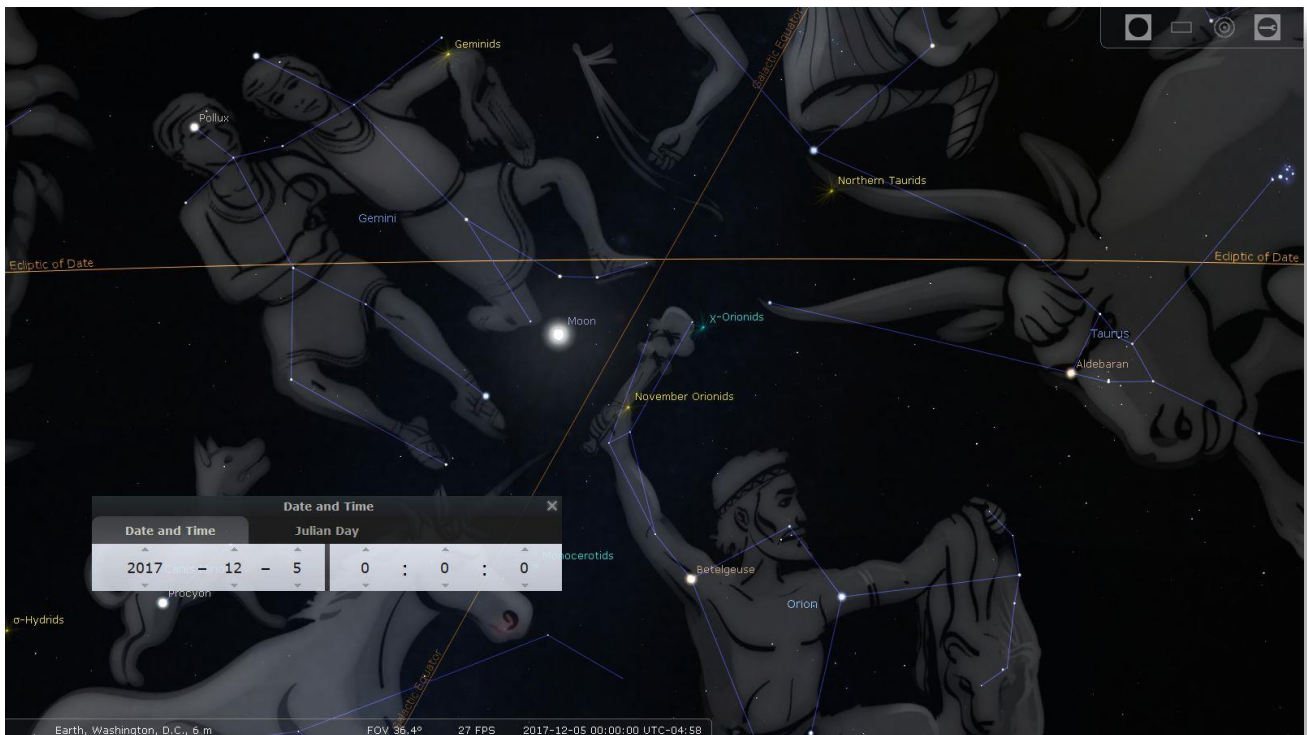 Geminids
Galactic Equator
Pollux
Northern Taurids
Gemini
Ecliptic of Date
Ecliptic of Date
Moon
χ-Orionids
Taurus
Aldebaran
November Orionids
Date and Time
Date and Time Julian Day
2017 – 12 – 5 0 : 0 : 0
Procyon
Betelgeuse
Orion
σ-Hydrids
Galactic Equator
Earth, Washington, D.C., 6 m FOV 36.4° 27 FPS 2017-12-05 00:00:00 UTC-04:58